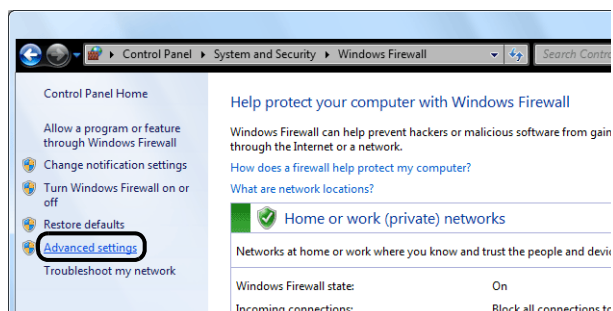 Control Panel ▸ System and Security ▸ Windows Firewall
Search Contro
Control Panel Home
Allow a program or feature
through Windows Firewall
Change notification settings
Turn Windows Firewall on or
off
Restore defaults
Advanced settings
Troubleshoot my network
Help protect your computer with Windows Firewall
Windows Firewall can help prevent hackers or malicious software from gain
through the Internet or a network.
How does a firewall help protect my computer?
What are network locations?
Home or work (private) networks
Networks at home or work where you know and trust the people and devic
Windows Firewall state:
On
Incoming connections:
Block all connections to